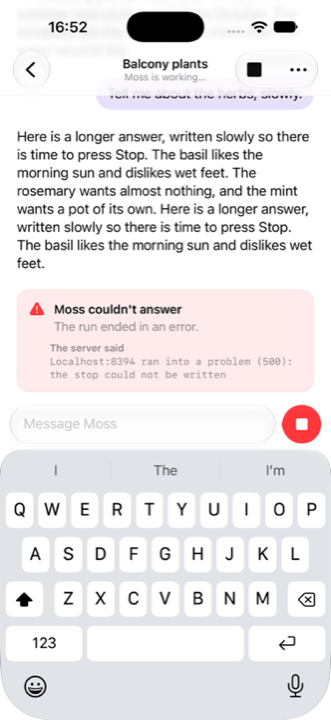 16:52
Balcony plants
Moss is working...
Tell me about the herbs, slowly.
Here is a longer answer, written slowly so there
is time to press Stop. The basil likes the
morning sun and dislikes wet feet. The
rosemary wants almost nothing, and the mint
wants a pot of its own. Here is a longer answer,
written slowly so there is time to press Stop.
The basil likes the morning sun and dislikes wet
feet.
Moss couldn't answer
The run ended in an error.
The server said
Localhost:8394 ran into a problem (500):
the stop could not be written
Message Moss
I The I'm
Q W E R T Y U I O P
A S D F G H J K L
Z X C V B N M
123